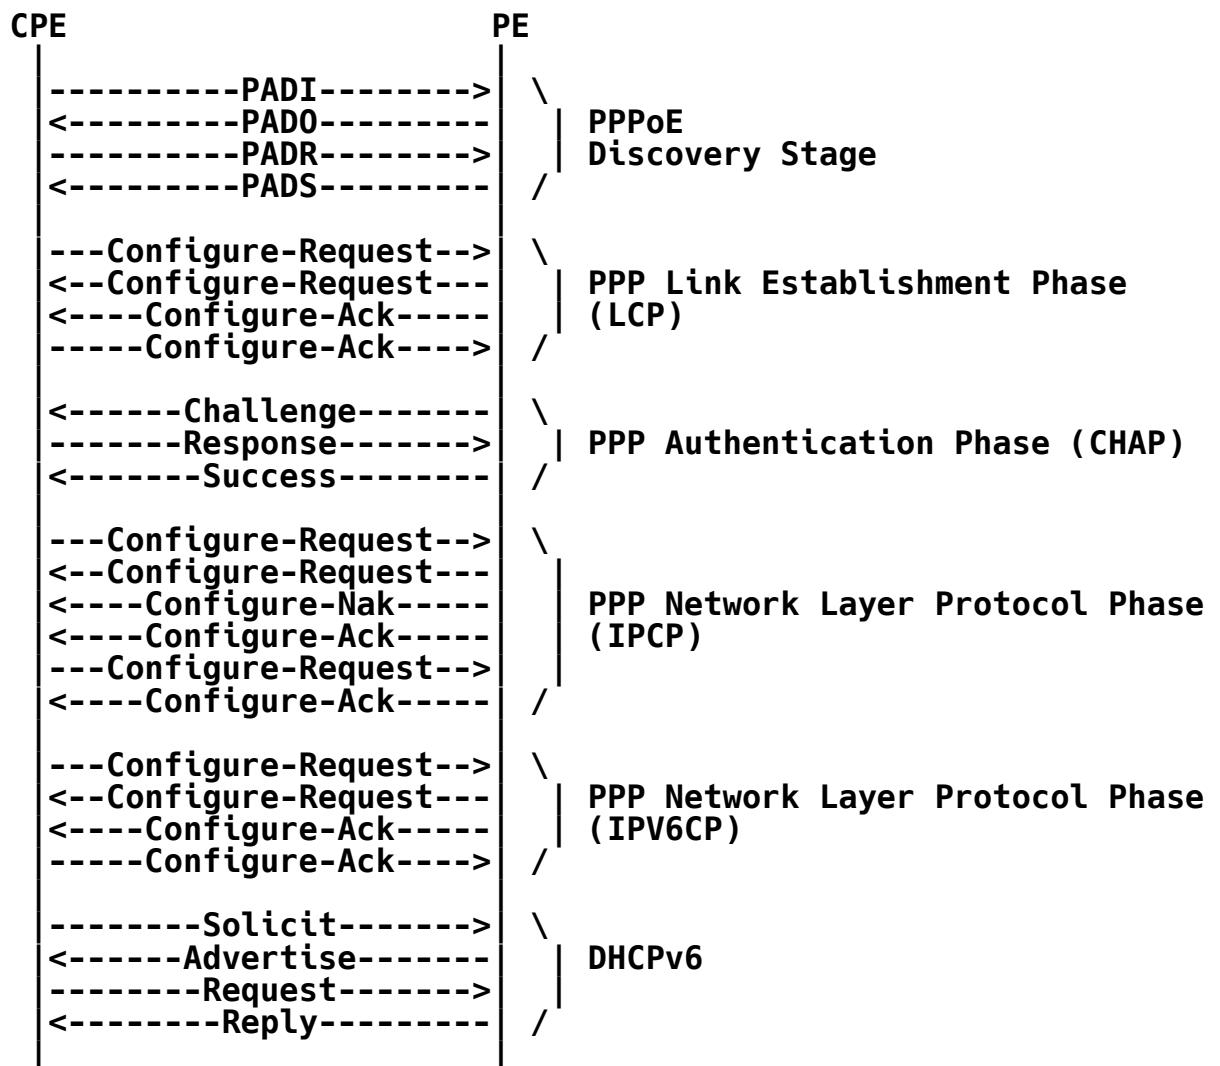 CPE                      PE
 |                       |
 |----------PADI-------->| \
 |<---------PADO---------|  | PPPoE
 |----------PADR-------->|  | Discovery Stage
 |<---------PADS---------| /
 |                       |
 |---Configure-Request-->| \
 |<--Configure-Request---|  | PPP Link Establishment Phase
 |<----Configure-Ack-----|  | (LCP)
 |-----Configure-Ack---->| /
 |                       |
 |<------Challenge-------| \
 |-------Response------->|  | PPP Authentication Phase (CHAP)
 |<-------Success--------| /
 |                       |
 |---Configure-Request-->| \
 |<--Configure-Request---|  |
 |<----Configure-Nak-----|  | PPP Network Layer Protocol Phase
 |<----Configure-Ack-----|  | (IPCP)
 |---Configure-Request-->|  |
 |<----Configure-Ack-----| /
 |                       |
 |---Configure-Request-->| \
 |<--Configure-Request---|  | PPP Network Layer Protocol Phase
 |<----Configure-Ack-----|  | (IPV6CP)
 |-----Configure-Ack---->| /
 |                       |
 |--------Solicit------->| \
 |<------Advertise-------|  | DHCPv6
 |--------Request------->|  |
 |<--------Reply---------| /
 |                       |